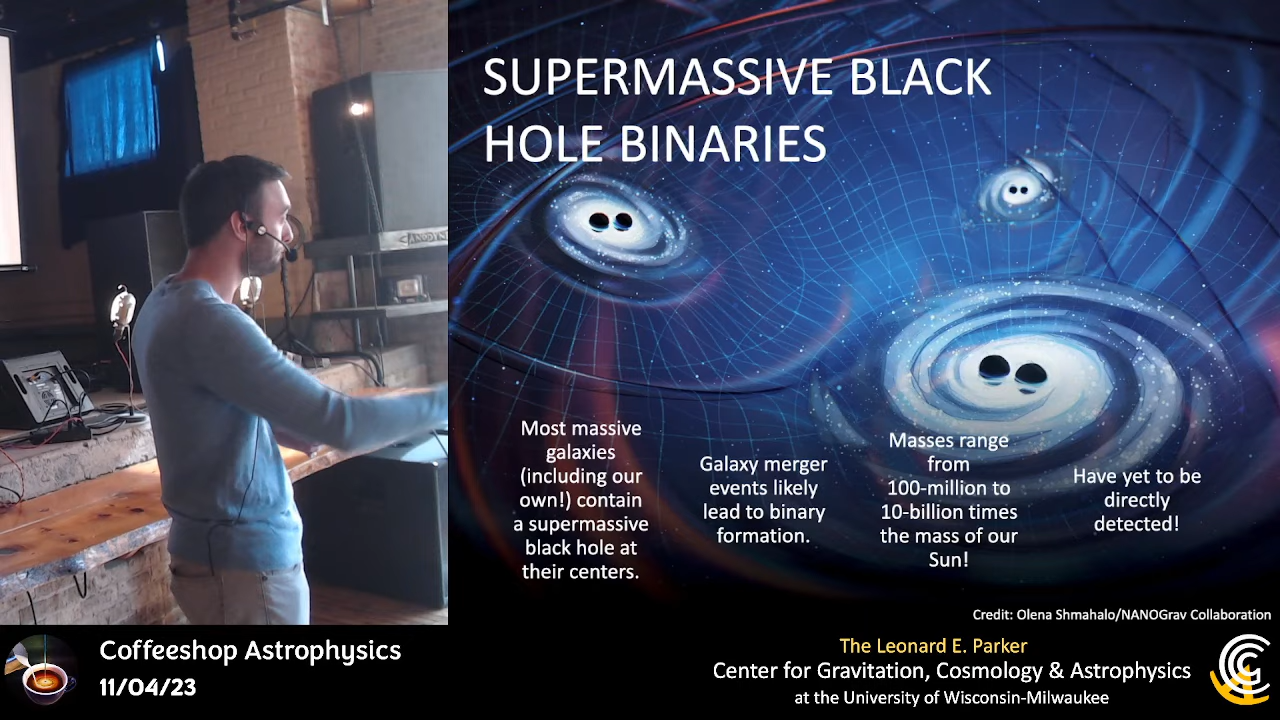 SUPERMASSIVE BLACK
HOLE BINARIES
Most massive
galaxies
(including our
own!) contain
a supermassive
black hole at
their centers.
Galaxy merger
events likely
lead to binary
formation.
Masses range
from
100-million to
10-billion times
the mass of our
Sun!
Have yet to be
directly
detected!
Credit: Olena Shmahalo/NANOGrav Collaboration
Coffeeshop Astrophysics
11/04/23
The Leonard E. Parker
Center for Gravitation, Cosmology & Astrophysics
at the University of Wisconsin-Milwaukee